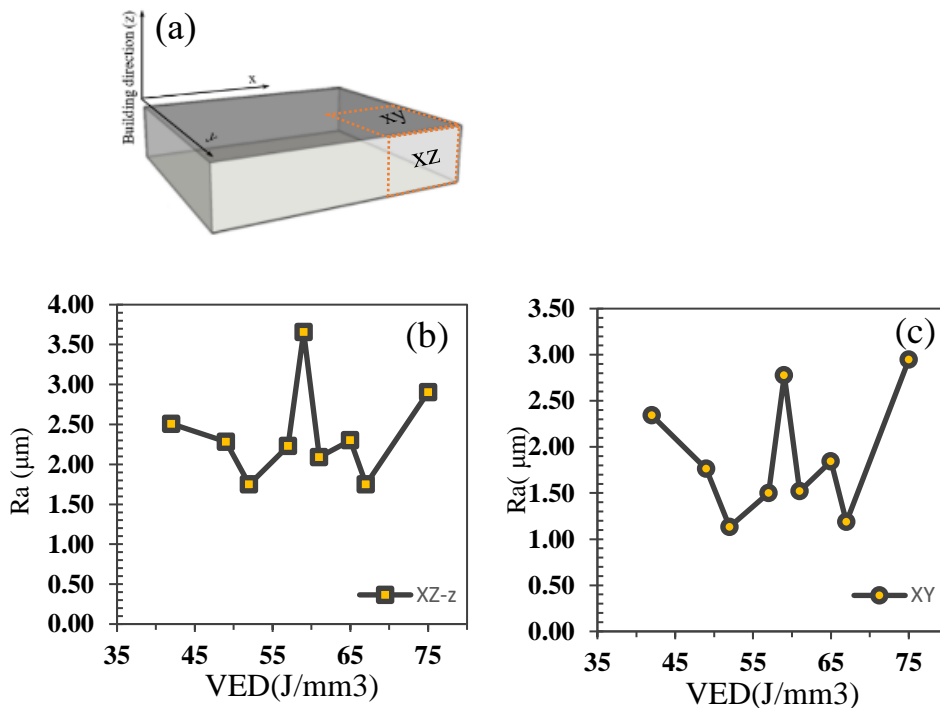 (a)
Building direction (z)
x
y
xy
xz
4.00
3.50
3.00
2.50
2.00
1.50
1.00
0.50
0.00
Ra (µm)
(b)
XZ-z
35
45
55
65
75
VED(J/mm3)
3.50
3.00
2.50
2.00
1.50
1.00
0.50
0.00
Ra( µm)
(c)
XY
35
45
55
65
75
VED(J/mm3)